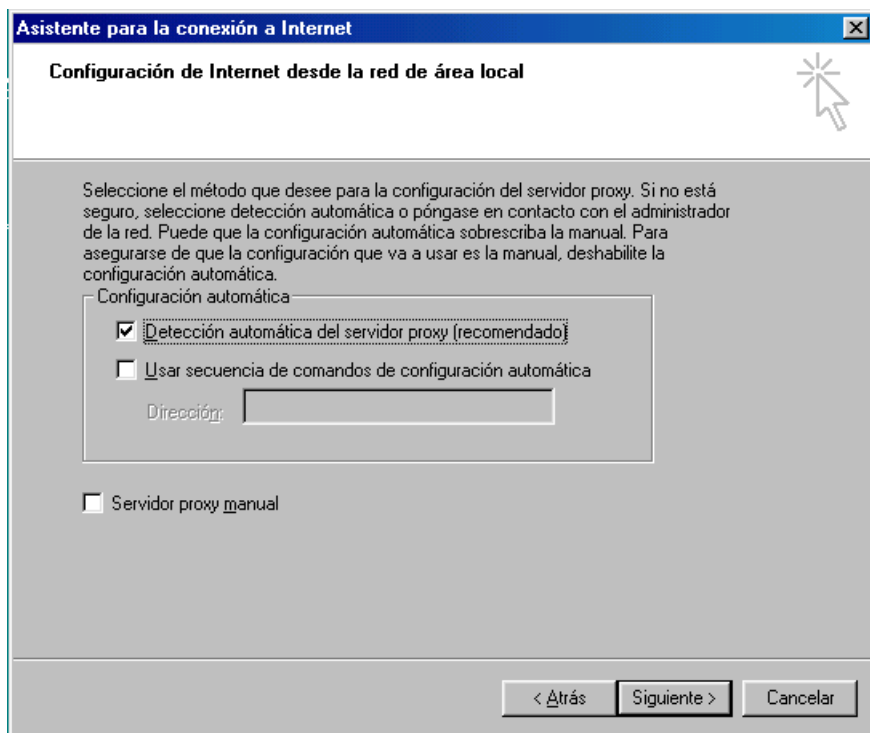 Asistente para la conexión a Internet
Configuración de Internet desde la red de área local
Seleccione el método que desee para la configuración del servidor proxy. Si no está
seguro, seleccione detección automática o póngase en contacto con el administrador
de la red. Puede que la configuración automática sobrescriba la manual. Para
asegurarse de que la configuración que va a usar es la manual, deshabilite la
configuración automática.
Configuración automática
Detección automática del servidor proxy (recomendado)
Usar secuencia de comandos de configuración automática
Dirección:
Servidor proxy manual
< Atrás
Siguiente >
Cancelar